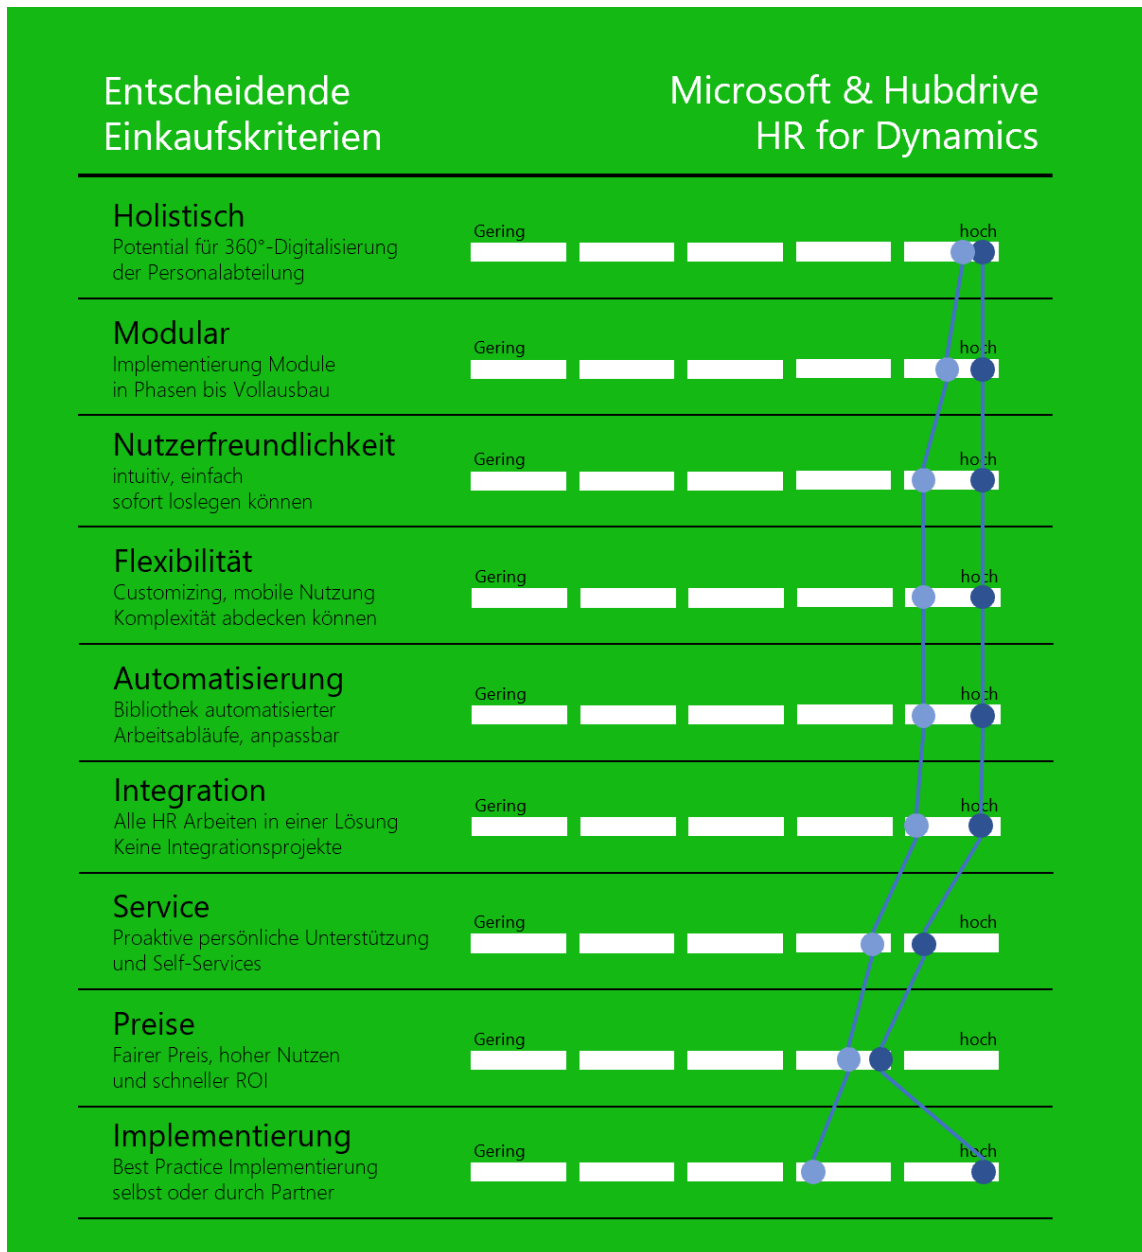 Entscheidende
Einkaufskriterien
Microsoft & Hubdrive
HR for Dynamics
Holistisch
Potential für 360°-Digitalisierung
der Personalabteilung
Gering
hoch
Modular
Implementierung Module
in Phasen bis Vollausbau
Gering
hoch
Nutzerfreundlichkeit
intuitiv, einfach
sofort loslegen können
Gering
hoch
Flexibilität
Customizing, mobile Nutzung
Komplexität abdecken können
Gering
hoch
Automatisierung
Bibliothek automatisierter
Arbeitsabläufe, anpassbar
Gering
hoch
Integration
Alle HR Arbeiten in einer Lösung
Keine Integrationsprojekte
Gering
hoch
Service
Proaktive persönliche Unterstützung
und Self-Services
Gering
hoch
Preise
Fairer Preis, hoher Nutzen
und schneller ROI
Gering
hoch
Implementierung
Best Practice Implementierung
selbst oder durch Partner
Gering
hoch